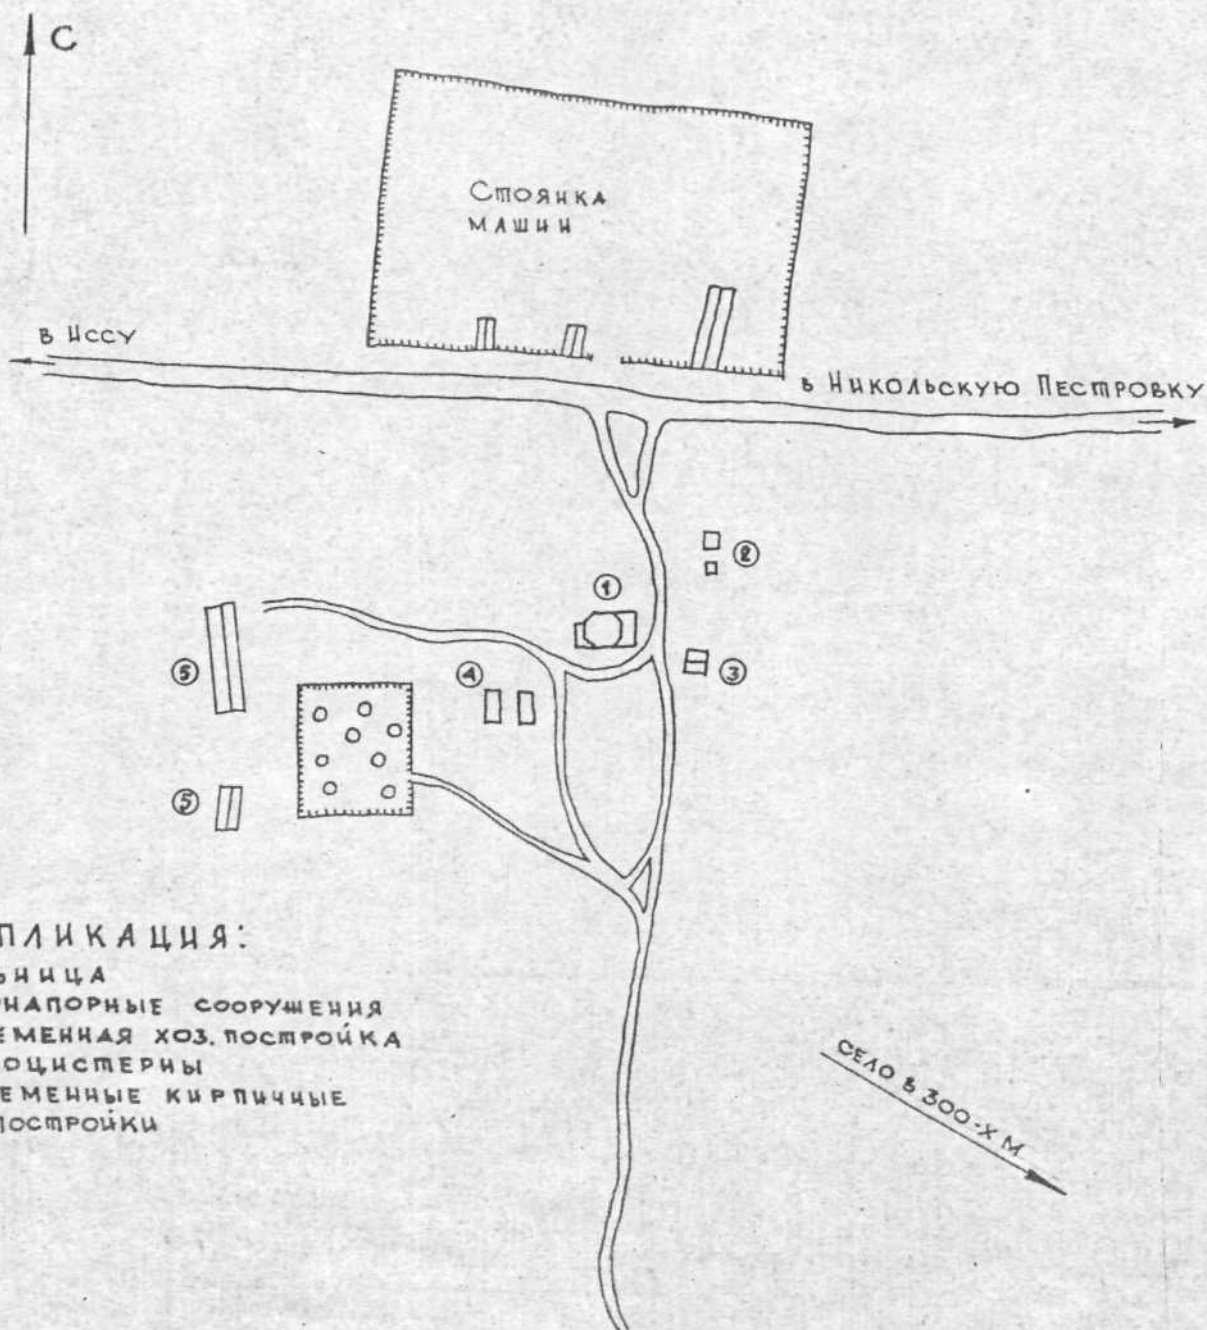 С
Стоянка
машин
в Иссу
в Никольскую Пестровку
2
1
3
4
5
5
пликация:
ьница
напорные сооружения
еменная хоз. постройка
оцистерны
еменные кирпичные
постройки
село в 300-х м